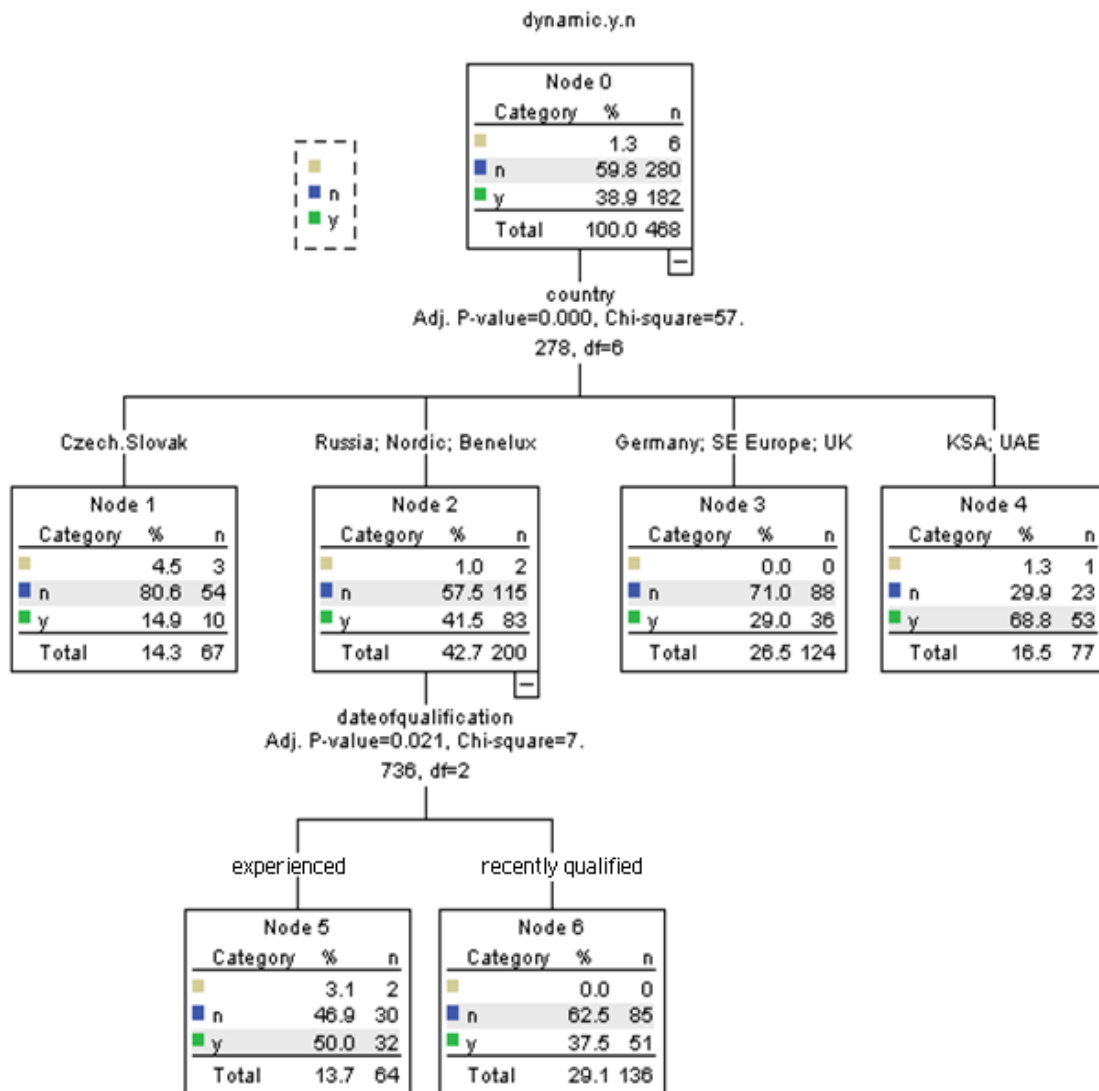 dynamic.y.n
Node 0
Category % n
1.3 6
n 59.8 280
y 38.9 182
Total 100.0 468
n
y
country
Adj. P-value=0.000, Chi-square=57.
278, df=6
Czech.Slovak
Russia; Nordic; Benelux
Germany; SE Europe; UK
KSA; UAE
Node 1
Category % n
4.5 3
n 80.6 54
y 14.9 10
Total 14.3 67
Node 2
Category % n
1.0 2
n 57.5 115
y 41.5 83
Total 42.7 200
Node 3
Category % n
0.0 0
n 71.0 88
y 29.0 36
Total 26.5 124
Node 4
Category % n
1.3 1
n 29.9 23
y 68.8 53
Total 16.5 77
dateofqualification
Adj. P-value=0.021, Chi-square=7.
736, df=2
experienced
recently qualified
Node 5
Category % n
3.1 2
n 46.9 30
y 50.0 32
Total 13.7 64
Node 6
Category % n
0.0 0
n 62.5 85
y 37.5 51
Total 29.1 136